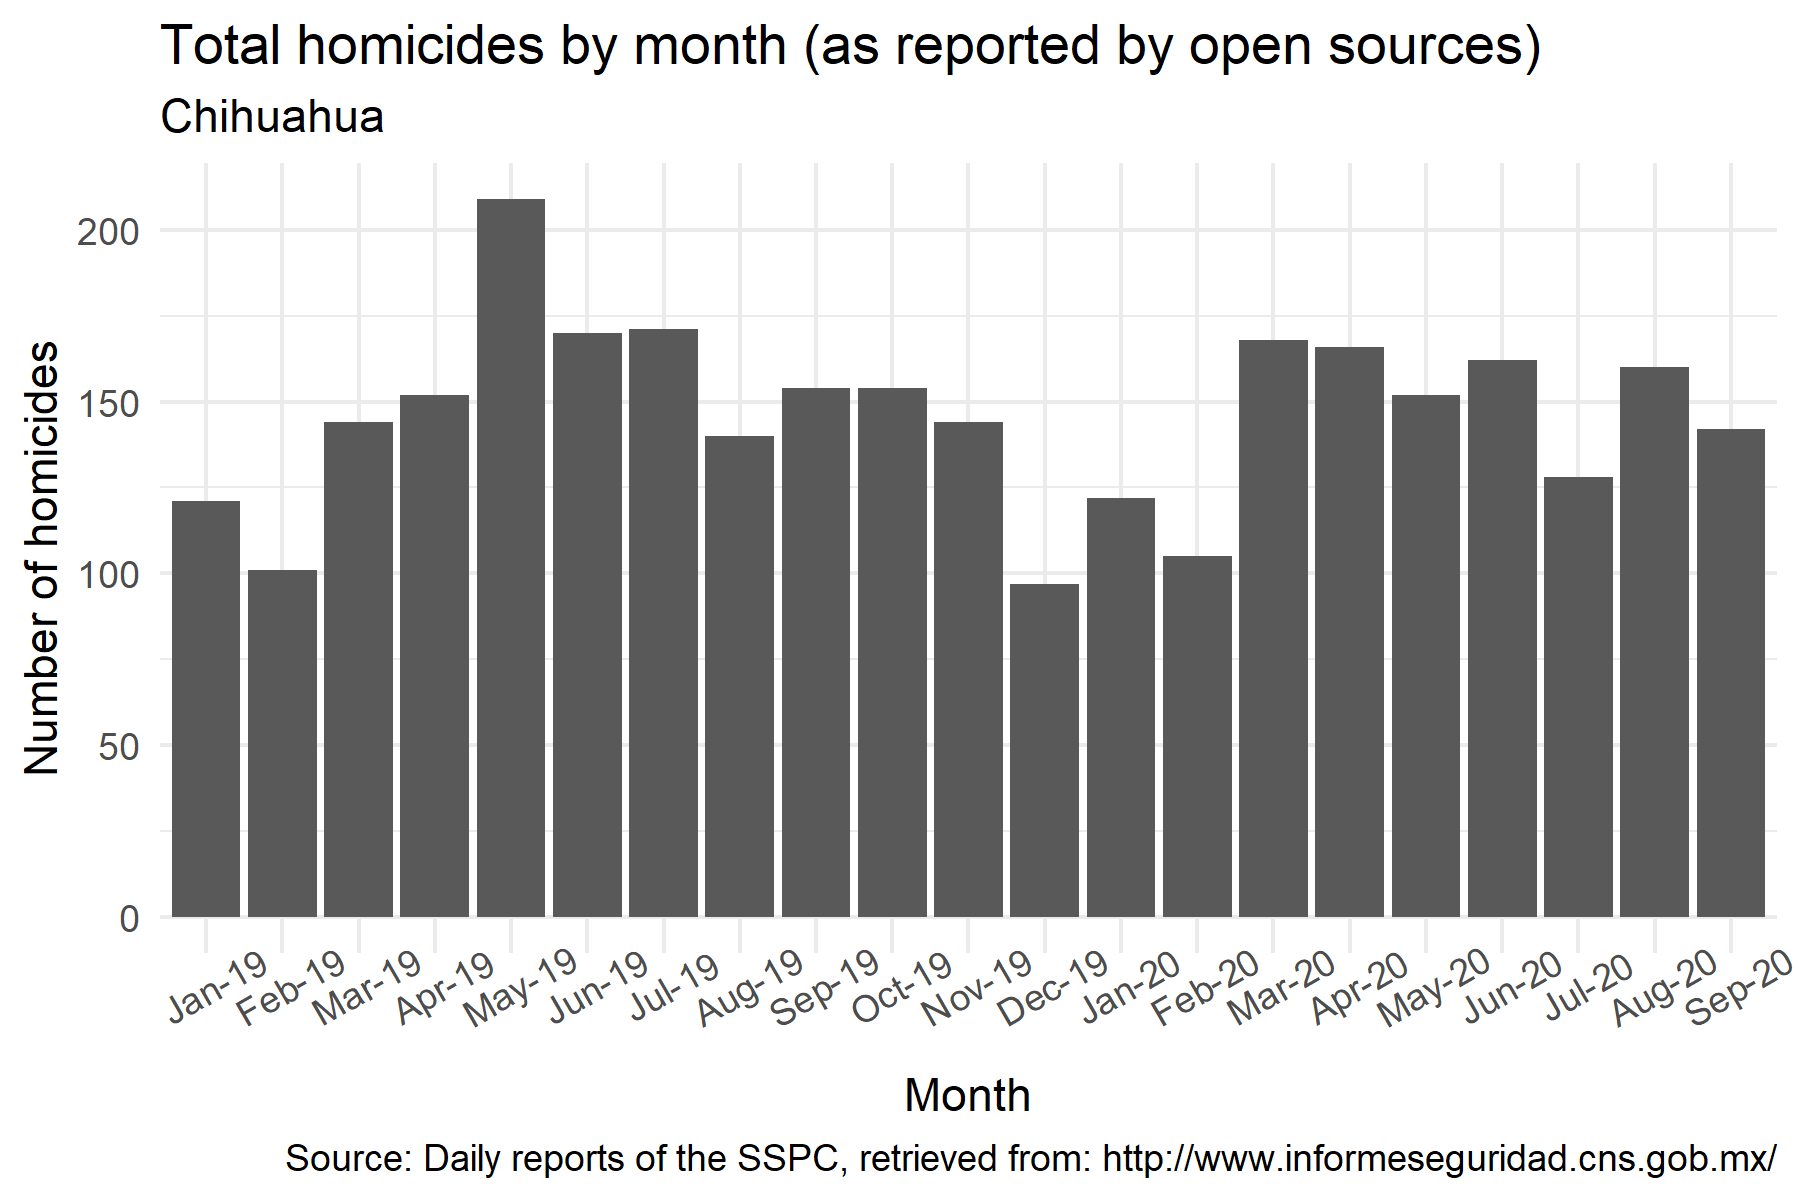 Total homicides by month (as reported by open sources)
Chihuahua
Number of homicides
200
150
100
50
0
Jan-19
Feb-19
Mar-19
Apr-19
May-19
Jun-19
Jul-19
Aug-19
Sep-19
Oct-19
Nov-19
Dec-19
Jan-20
Feb-20
Mar-20
Apr-20
May-20
Jun-20
Jul-20
Aug-20
Sep-20
Month
Source: Daily reports of the SSPC, retrieved from: http://www.informeseguridad.cns.gob.mx/